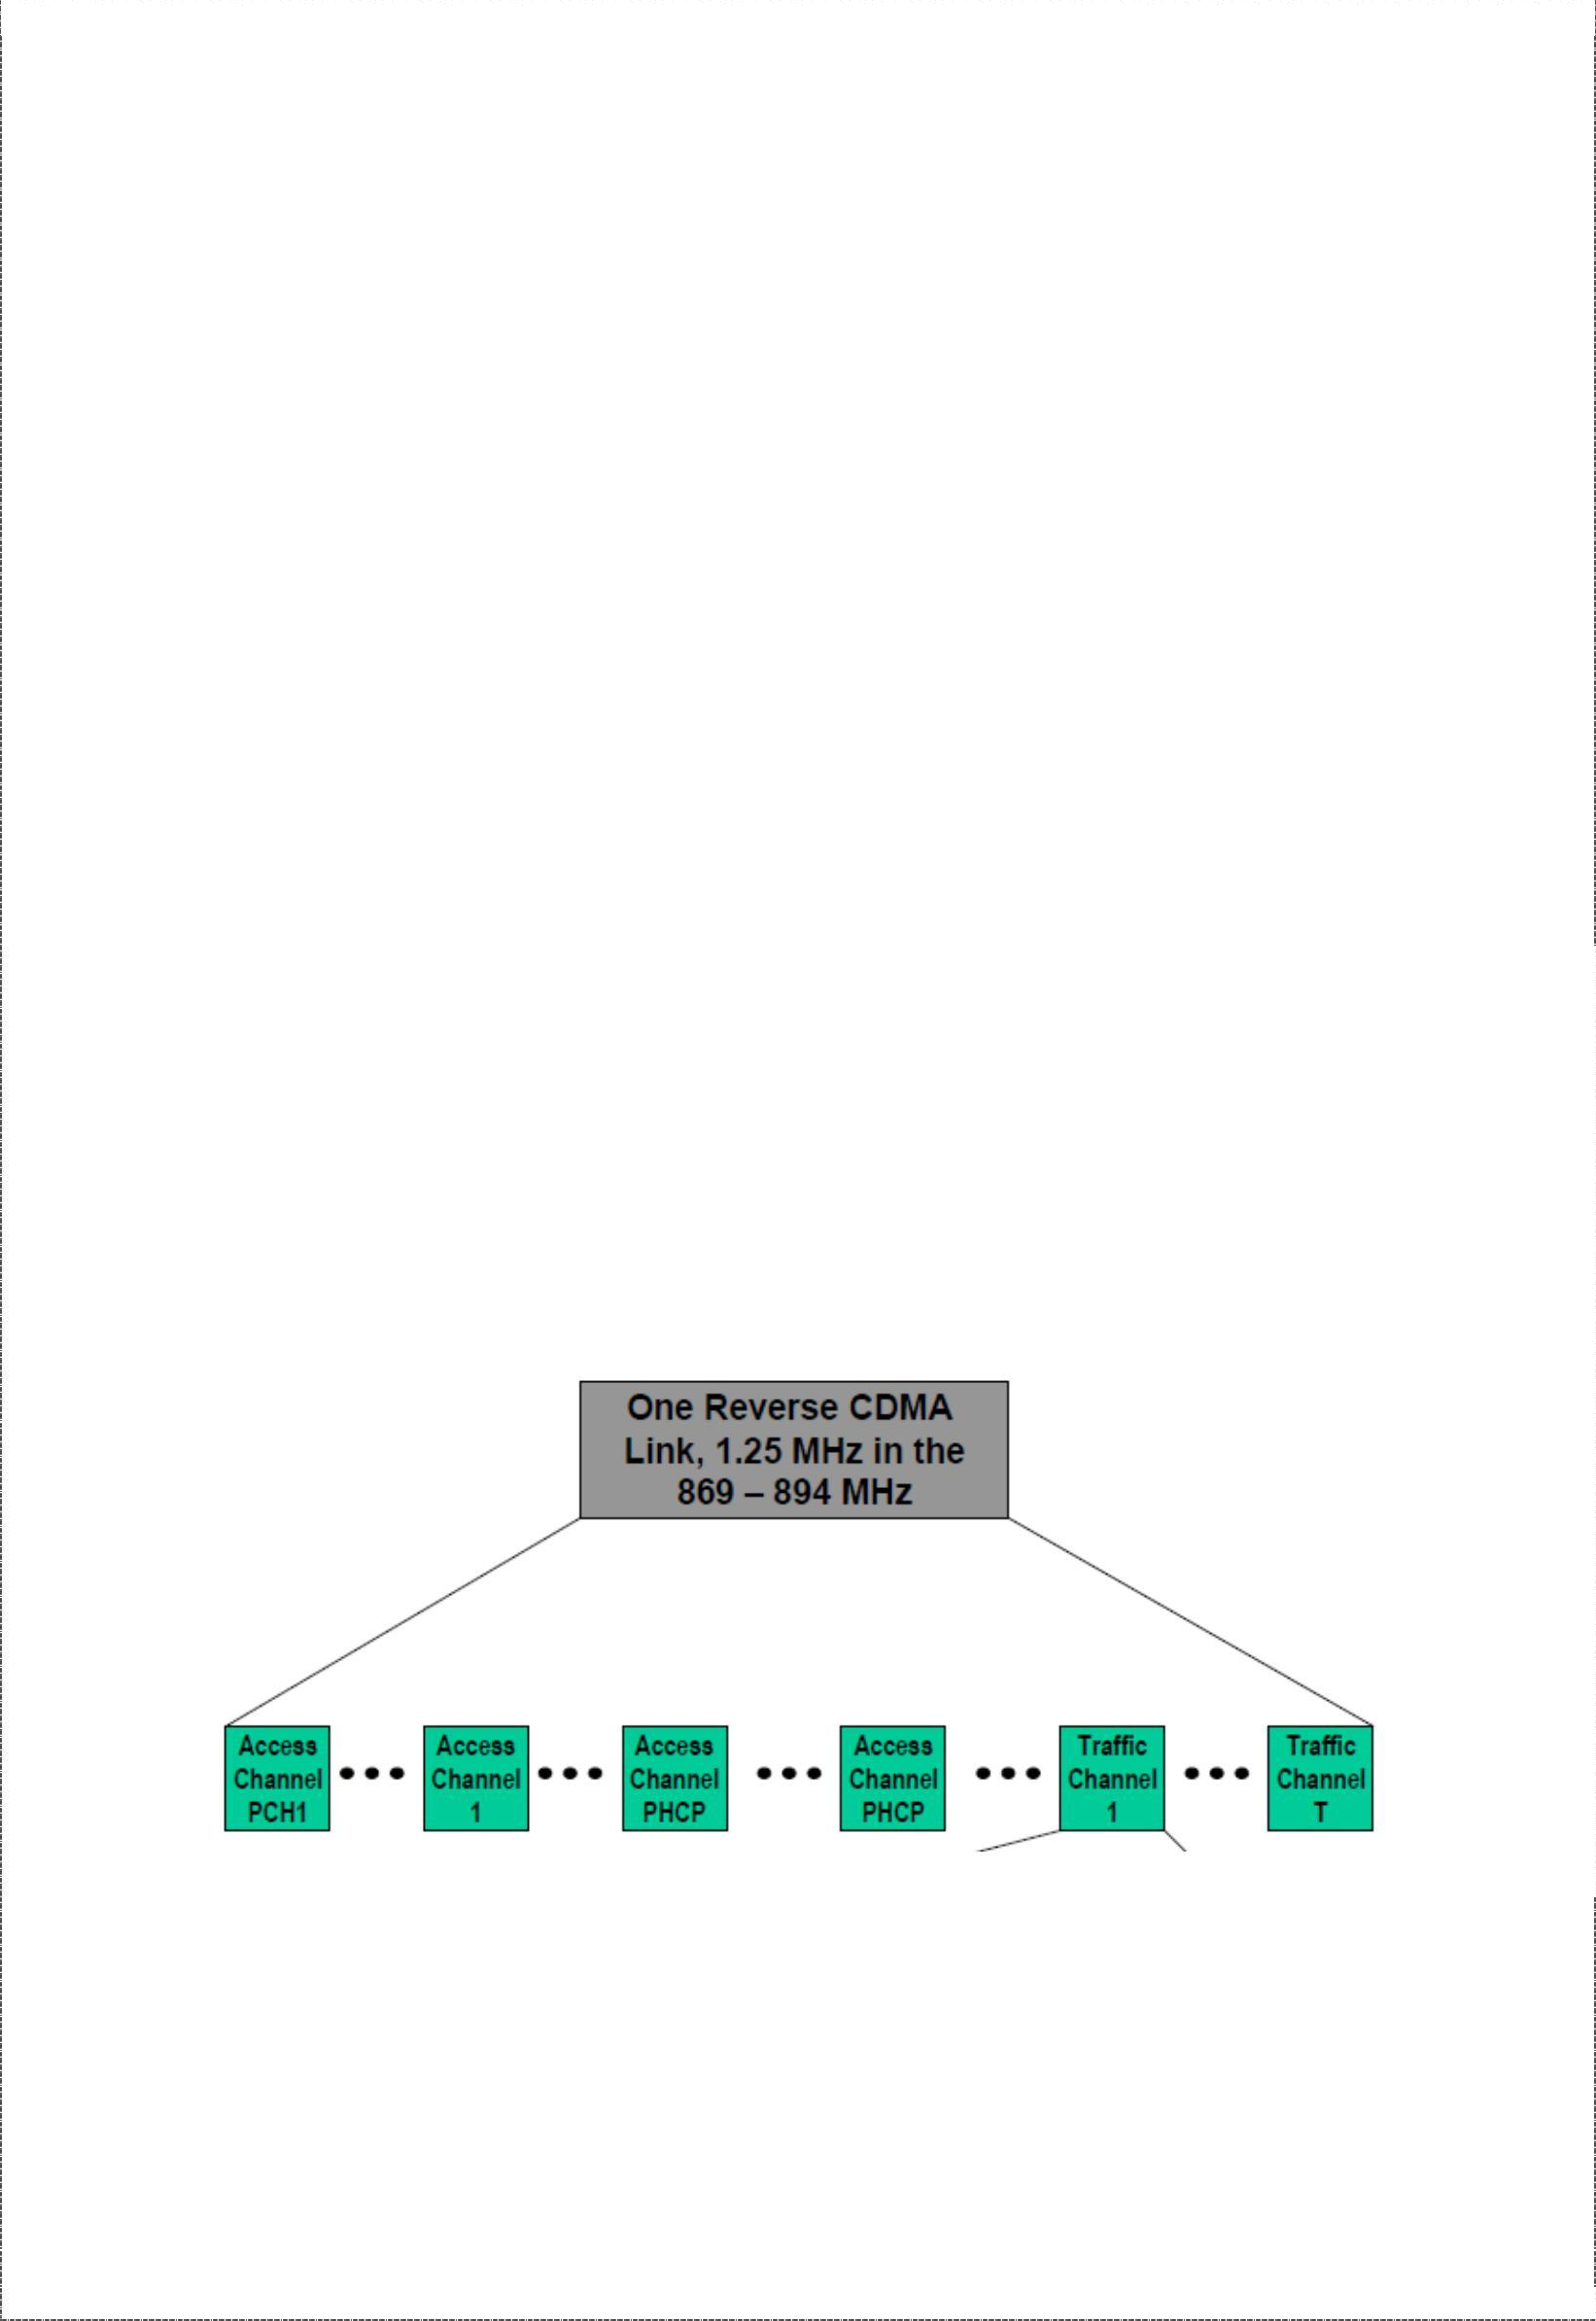 One Reverse CDMA
Link, 1.25 MHz in the
869 – 894 MHz
Access
Channel
PCH1
Access
Channel
1
Access
Channel
PHCP
Access
Channel
PHCP
Traffic
Channel
1
Traffic
Channel
T